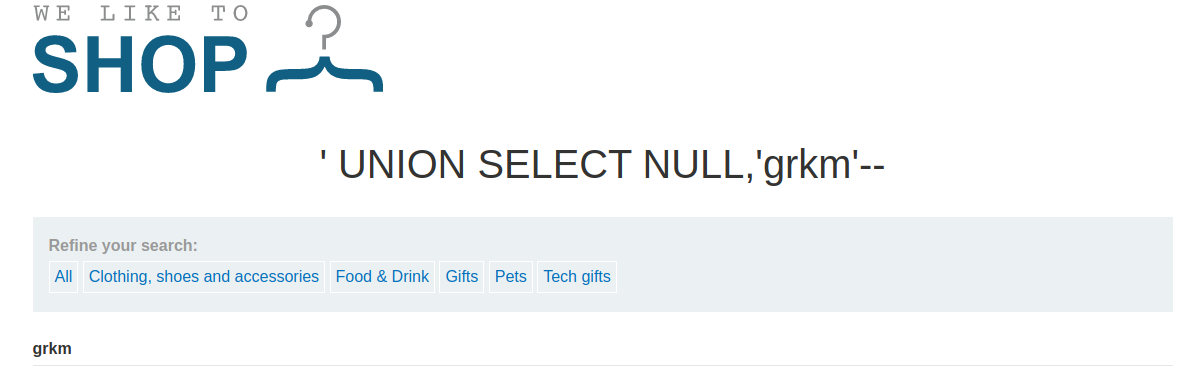 WE LIKE TO
SHOP
' UNION SELECT NULL,'grkm'--
Refine your search:
All Clothing, shoes and accessories Food & Drink Gifts Pets Tech gifts
grkm